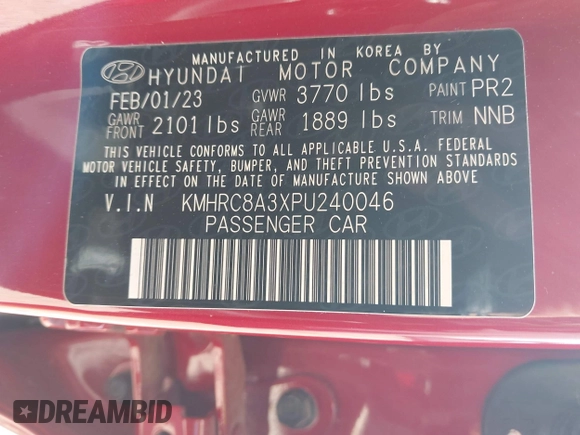 MANUFACTURED IN KOREA BY
HYUNDAI MOTOR COMPANY
FEB/01/23 GVWR 3770 lbs PAINT PR2
GAWR FRONT 2101 lbs GAWR REAR 1889 lbs TRIM NNB
THIS VEHICLE CONFORMS TO ALL APPLICABLE U.S.A. FEDERAL
MOTOR VEHICLE SAFETY, BUMPER, AND THEFT PREVENTION STANDARDS
IN EFFECT ON THE DATE OF MANUFACTURE SHOWN ABOVE
V.I.N KMHRC8A3XPU240046
PASSENGER CAR
DREAMBID